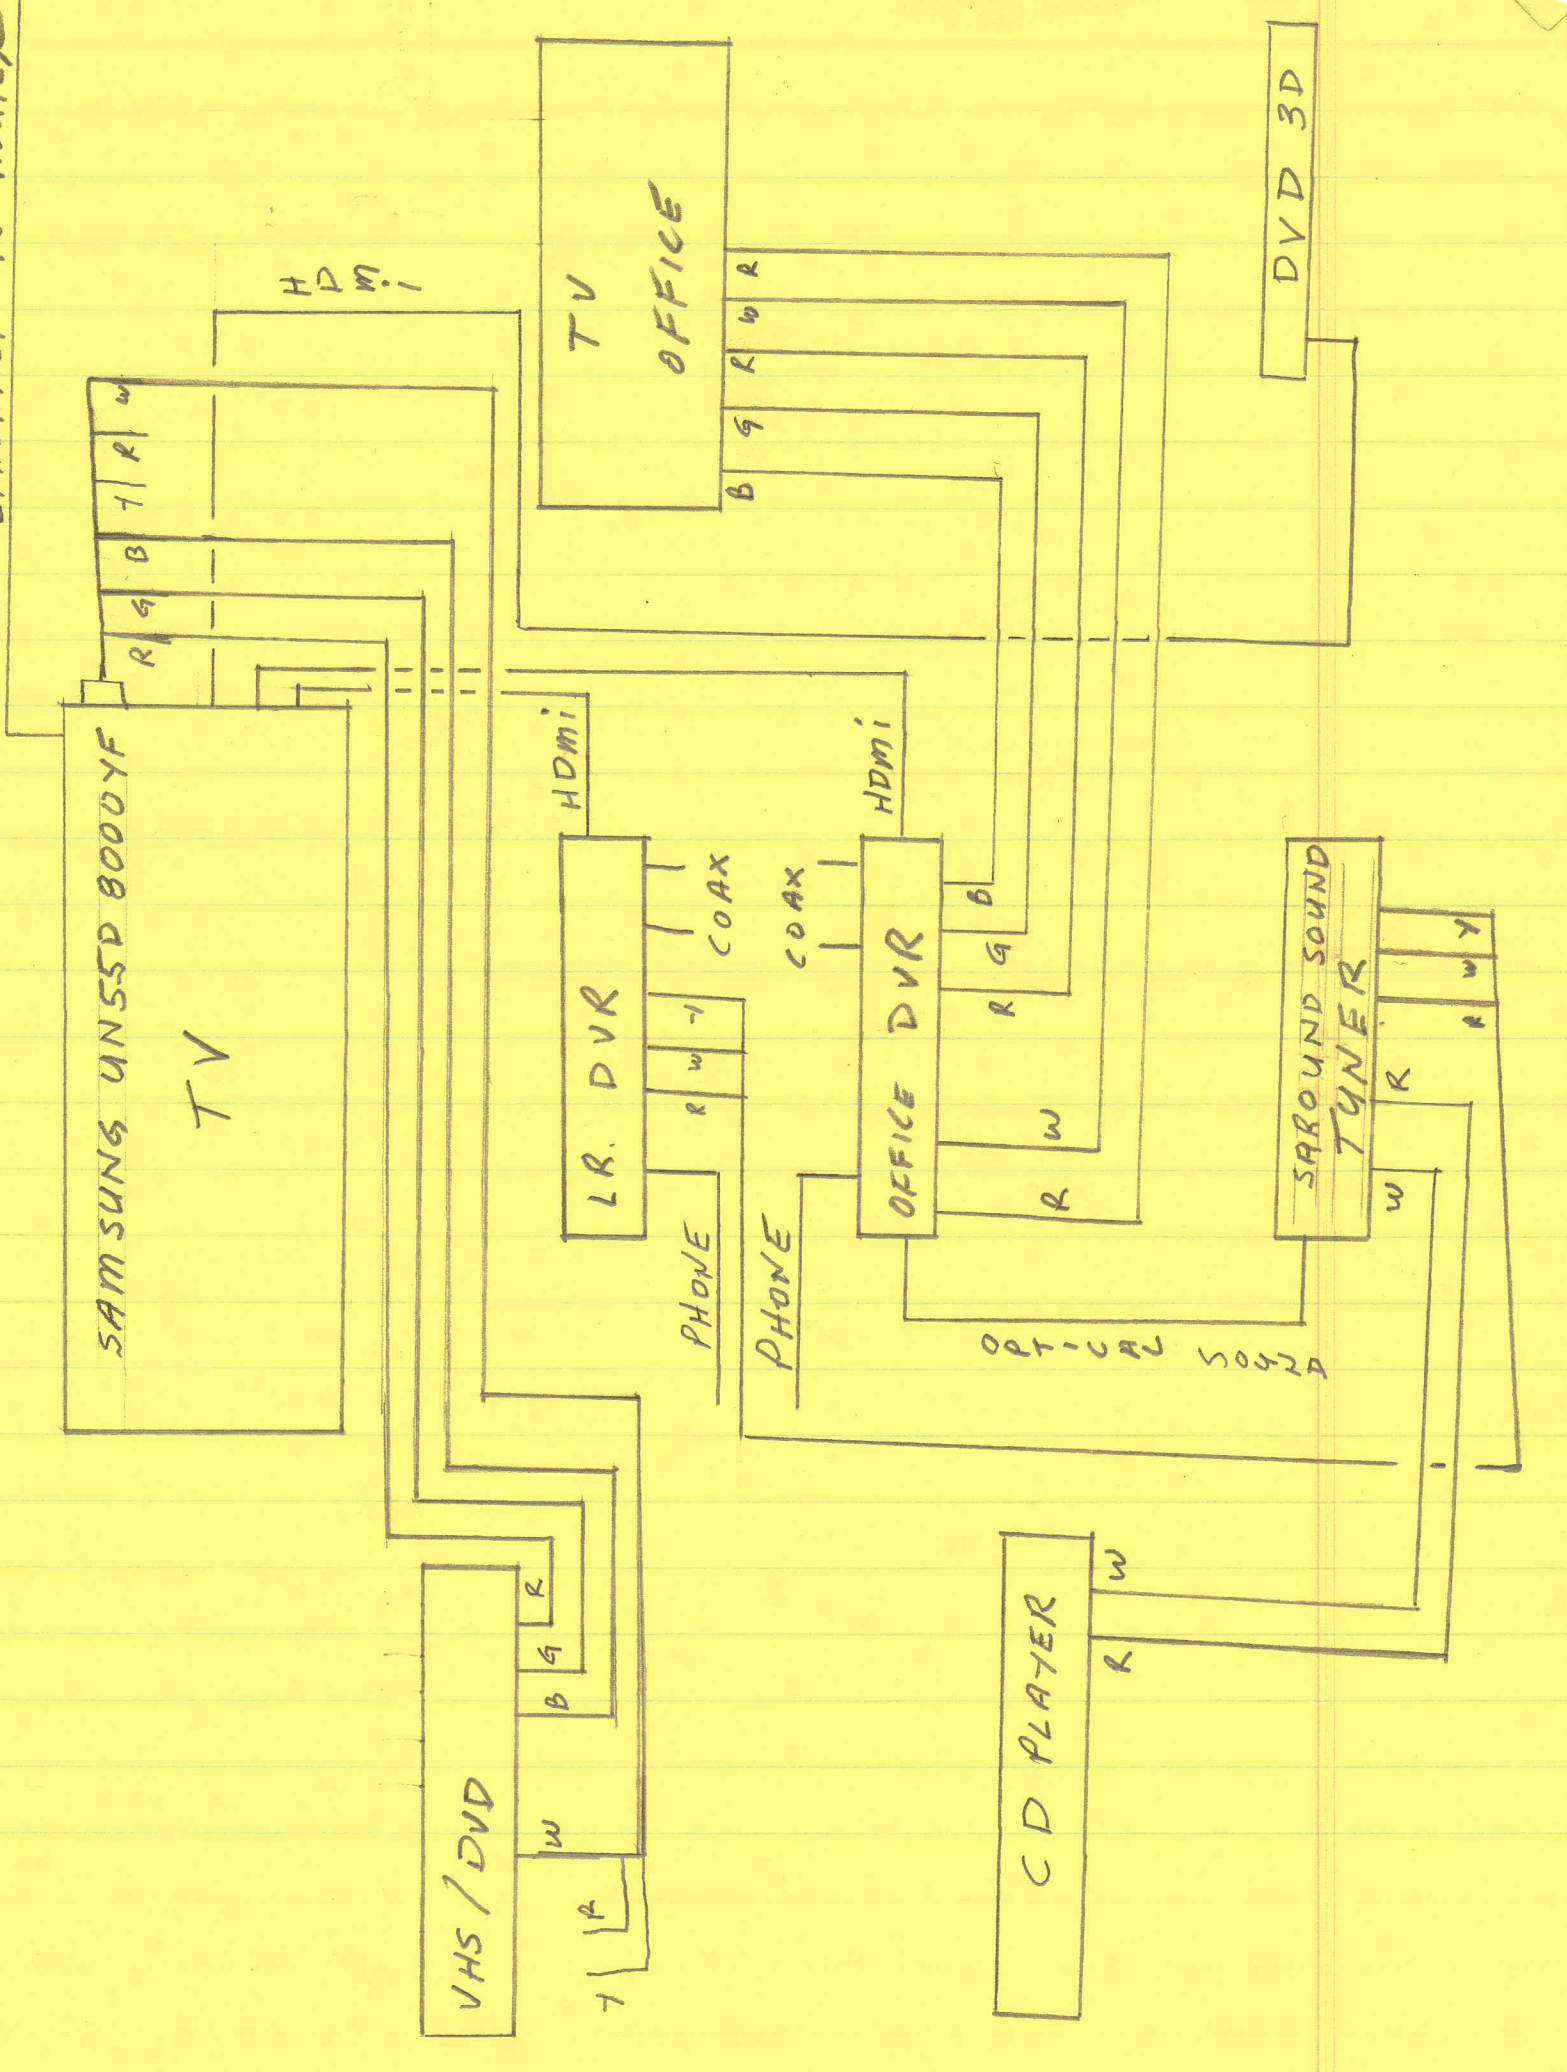 SAMSUNG UN55D8000YF
TV
R G B Y R W
HDmi
VHS/DVD
W B G R
Y R
LR. DVR
HDmi
PHONE
R W Y
COAX
TV
OFFICE
B G R W R
PHONE
COAX
HDmi
OFFICE DVR
R W R G B
OPTICAL SOUND
CD PLAYER
R W
SAROUND SOUND
TUNER
W R R W Y
DVD 3D